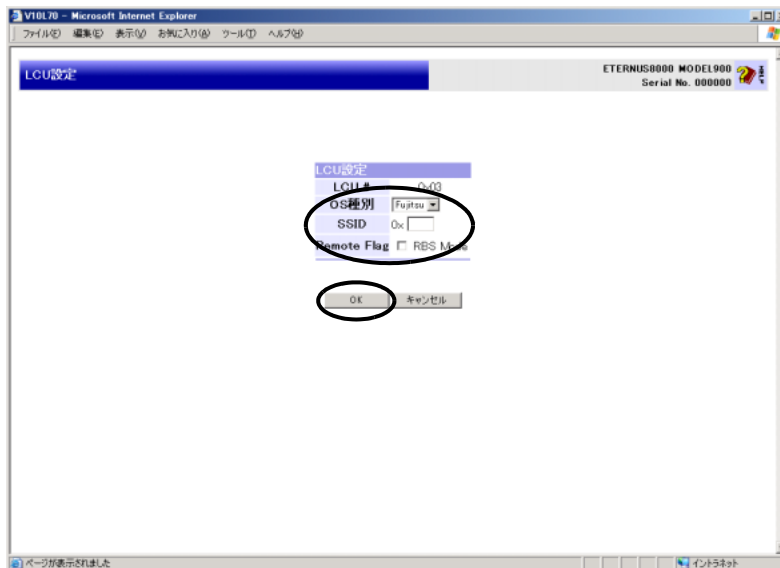 V10L70 - Microsoft Internet Explorer
ファイル(F) 編集(E) 表示(V) お気に入り(A) ツール(T) ヘルプ(H)
LCU設定
ETERNUS8000 MODEL900
Serial No. 000000
LCU設定
LCU # 0x03
OS種別 Fujitsu
SSID 0x
Remote Flag RBS Mode
OK キャンセル
ページが表示されました イントラネット